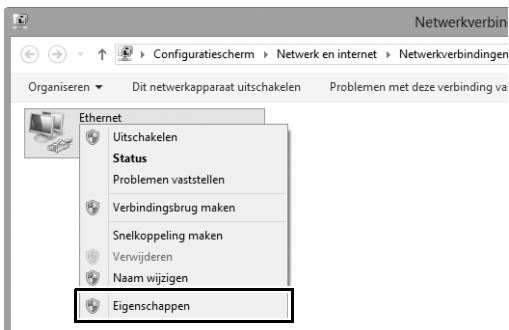 Netwerkverbin
Configuratiescherm Netwerk en internet Netwerkverbindingen
Organiseren Dit netwerkapparaat uitschakelen Problemen met deze verbinding va
Ethernet
Uitschakelen
Status
Problemen vaststellen
Verbindingsbrug maken
Snelkoppeling maken
Verwijderen
Naam wijzigen
Eigenschappen